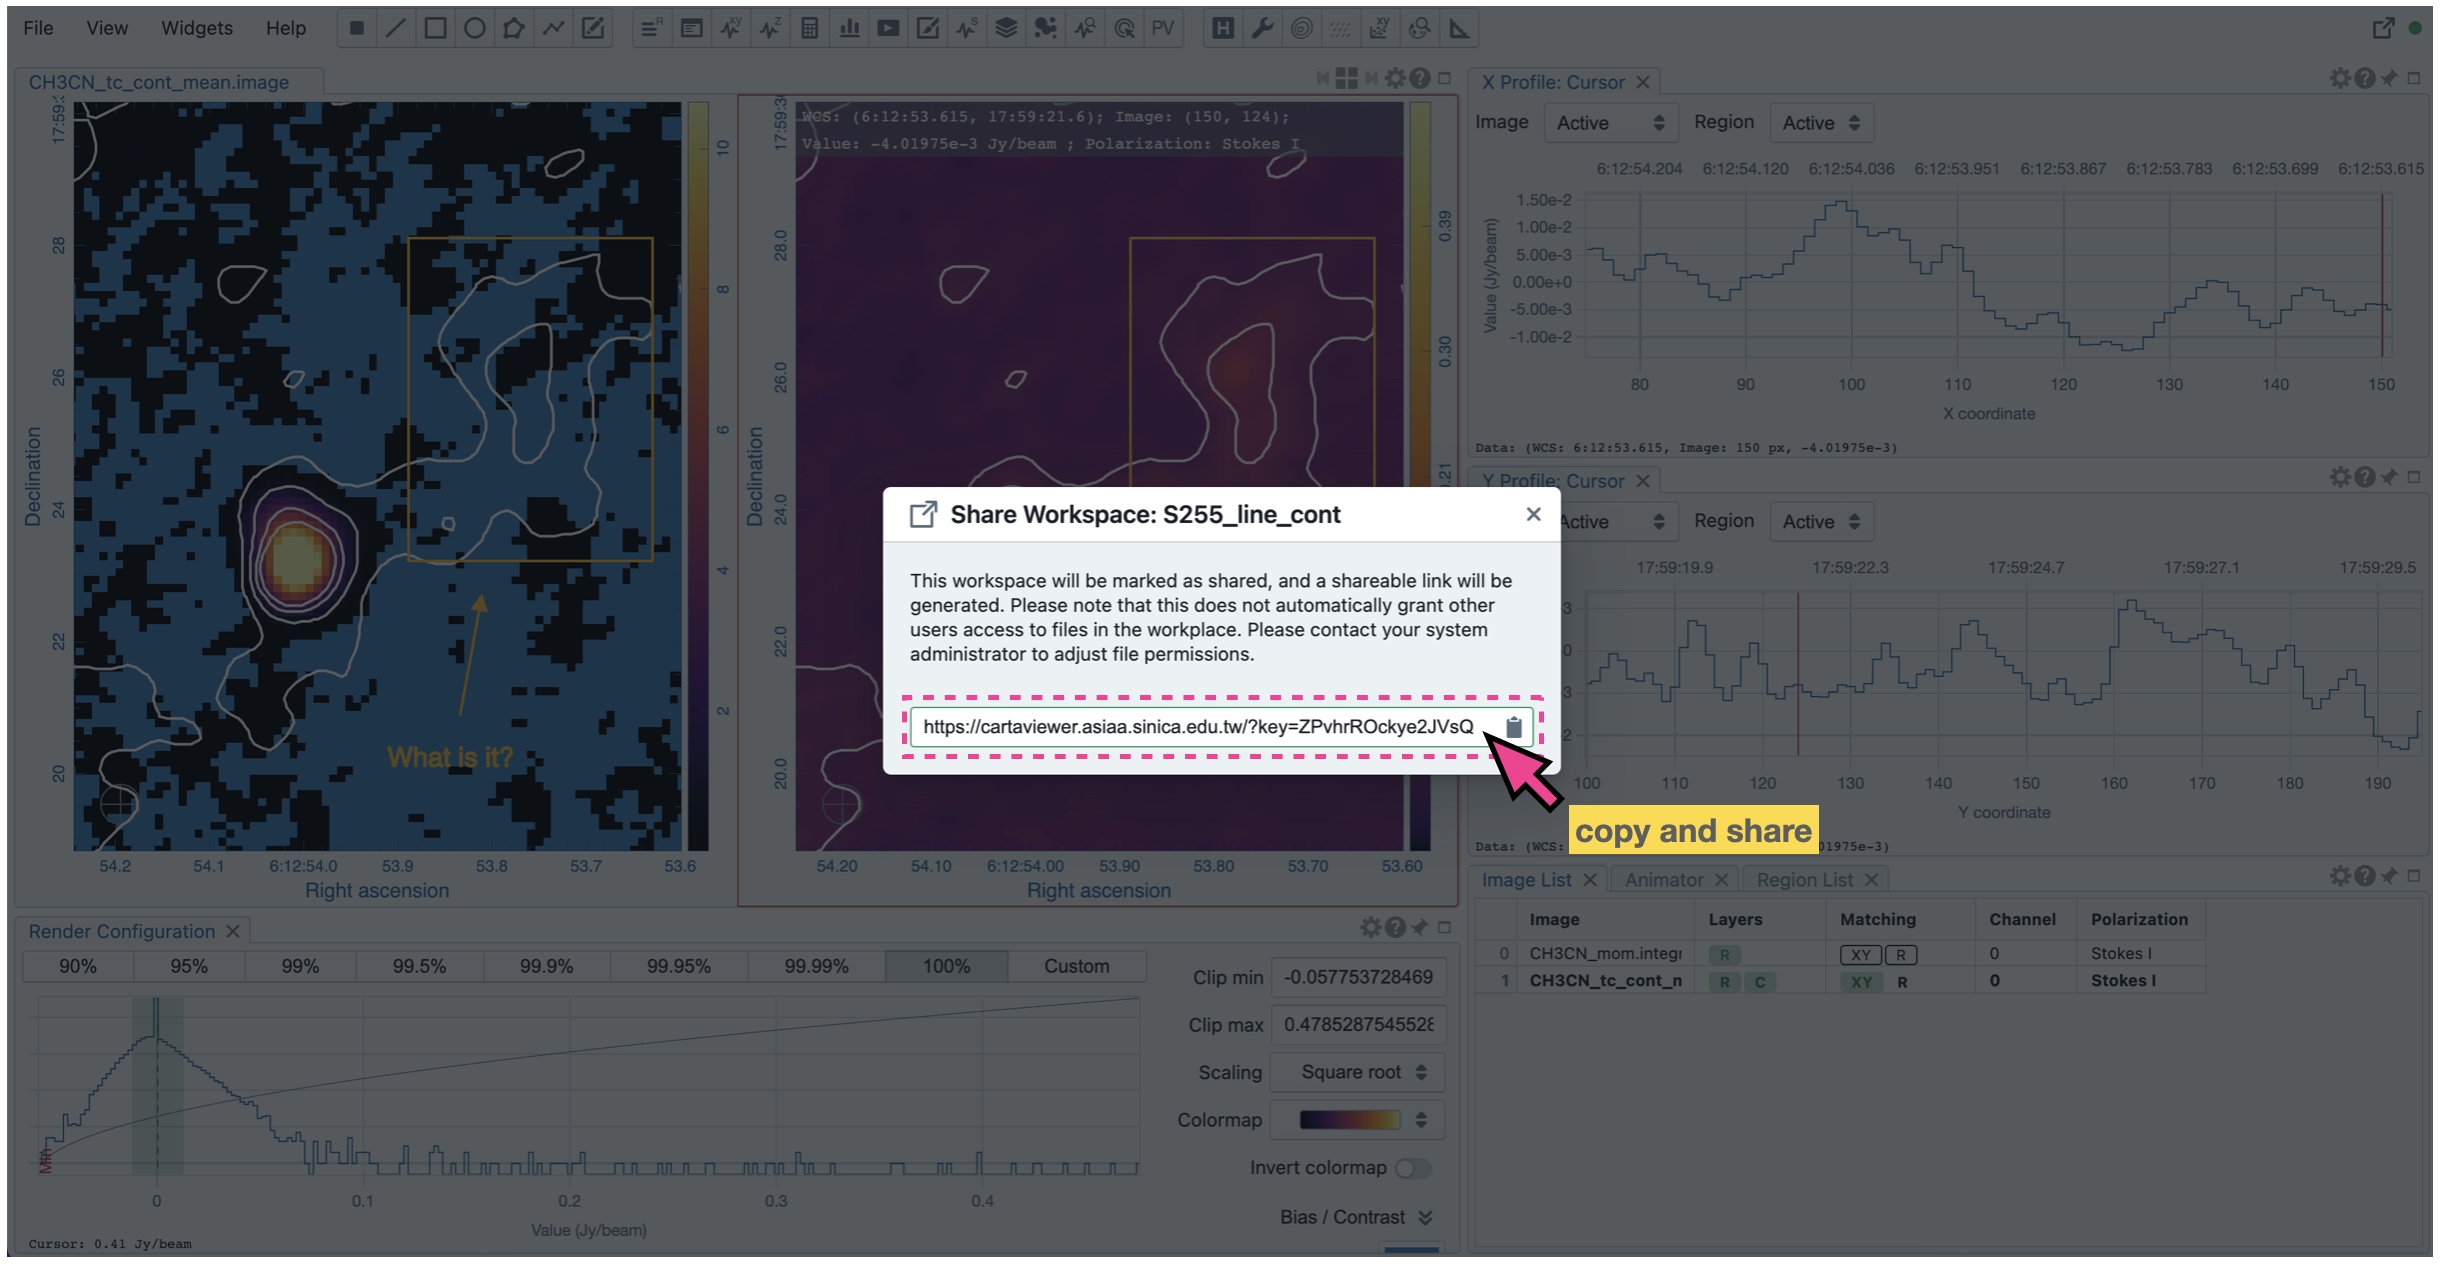 File View Widgets Help
R XY Z S PV H xy
CH3CN_tc_cont_mean.image
17:59:3
28
26
24
22
20
Declination
54.2 54.1 6:12:54.0 53.9 53.8 53.7 53.6
Right ascension
10
8
6
4
2
What is it?
WCS: (6:12:53.615, 17:59:21.6); Image: (150, 124);
Value: -4.01975e-3 Jy/beam ; Polarization: Stokes I
17:59:30
28.0
26.0
24.0
22.0
20.0
Declination
54.20 54.10 6:12:54.00 53.90 53.80 53.70 53.60
Right ascension
0.39
0.30
0.21
X Profile: Cursor
Image Active Region Active
6:12:54.204 6:12:54.120 6:12:54.036 6:12:53.951 6:12:53.867 6:12:53.783 6:12:53.699 6:12:53.615
1.50e-2
1.00e-2
5.00e-3
0.00e+0
-5.00e-3
-1.00e-2
Value (Jy/beam)
80 90 100 110 120 130 140 150
X coordinate
Data: (WCS: 6:12:53.615, Image: 150 px, -4.01975e-3)
Y Profile: Cursor
Active Region Active
17:59:19.9 17:59:22.3 17:59:24.7 17:59:27.1 17:59:29.5
3
0
3
2
100 110 120 130 140 150 160 170 180 190
Y coordinate
Data: (WCS: 01975e-3)
Share Workspace: S255_line_cont
This workspace will be marked as shared, and a shareable link will be
generated. Please note that this does not automatically grant other
users access to files in the workplace. Please contact your system
administrator to adjust file permissions.
https://cartaviewer.asiaa.sinica.edu.tw/?key=ZPvhrROckye2JVsQ
copy and share
Image List Animator Region List
Image Layers Matching Channel Polarization
0 CH3CN_mom.integr R XY R 0 Stokes I
1 CH3CN_tc_cont_m R C XY R 0 Stokes I
Render Configuration
90% 95% 99% 99.5% 99.9% 99.95% 99.99% 100% Custom
Clip min -0.057753728469
Clip max 0.4785287545528
Scaling Square root
Colormap
Invert colormap
Bias / Contrast
Min
0 0.1 0.2 0.3 0.4
Value (Jy/beam)
Cursor: 0.41 Jy/beam